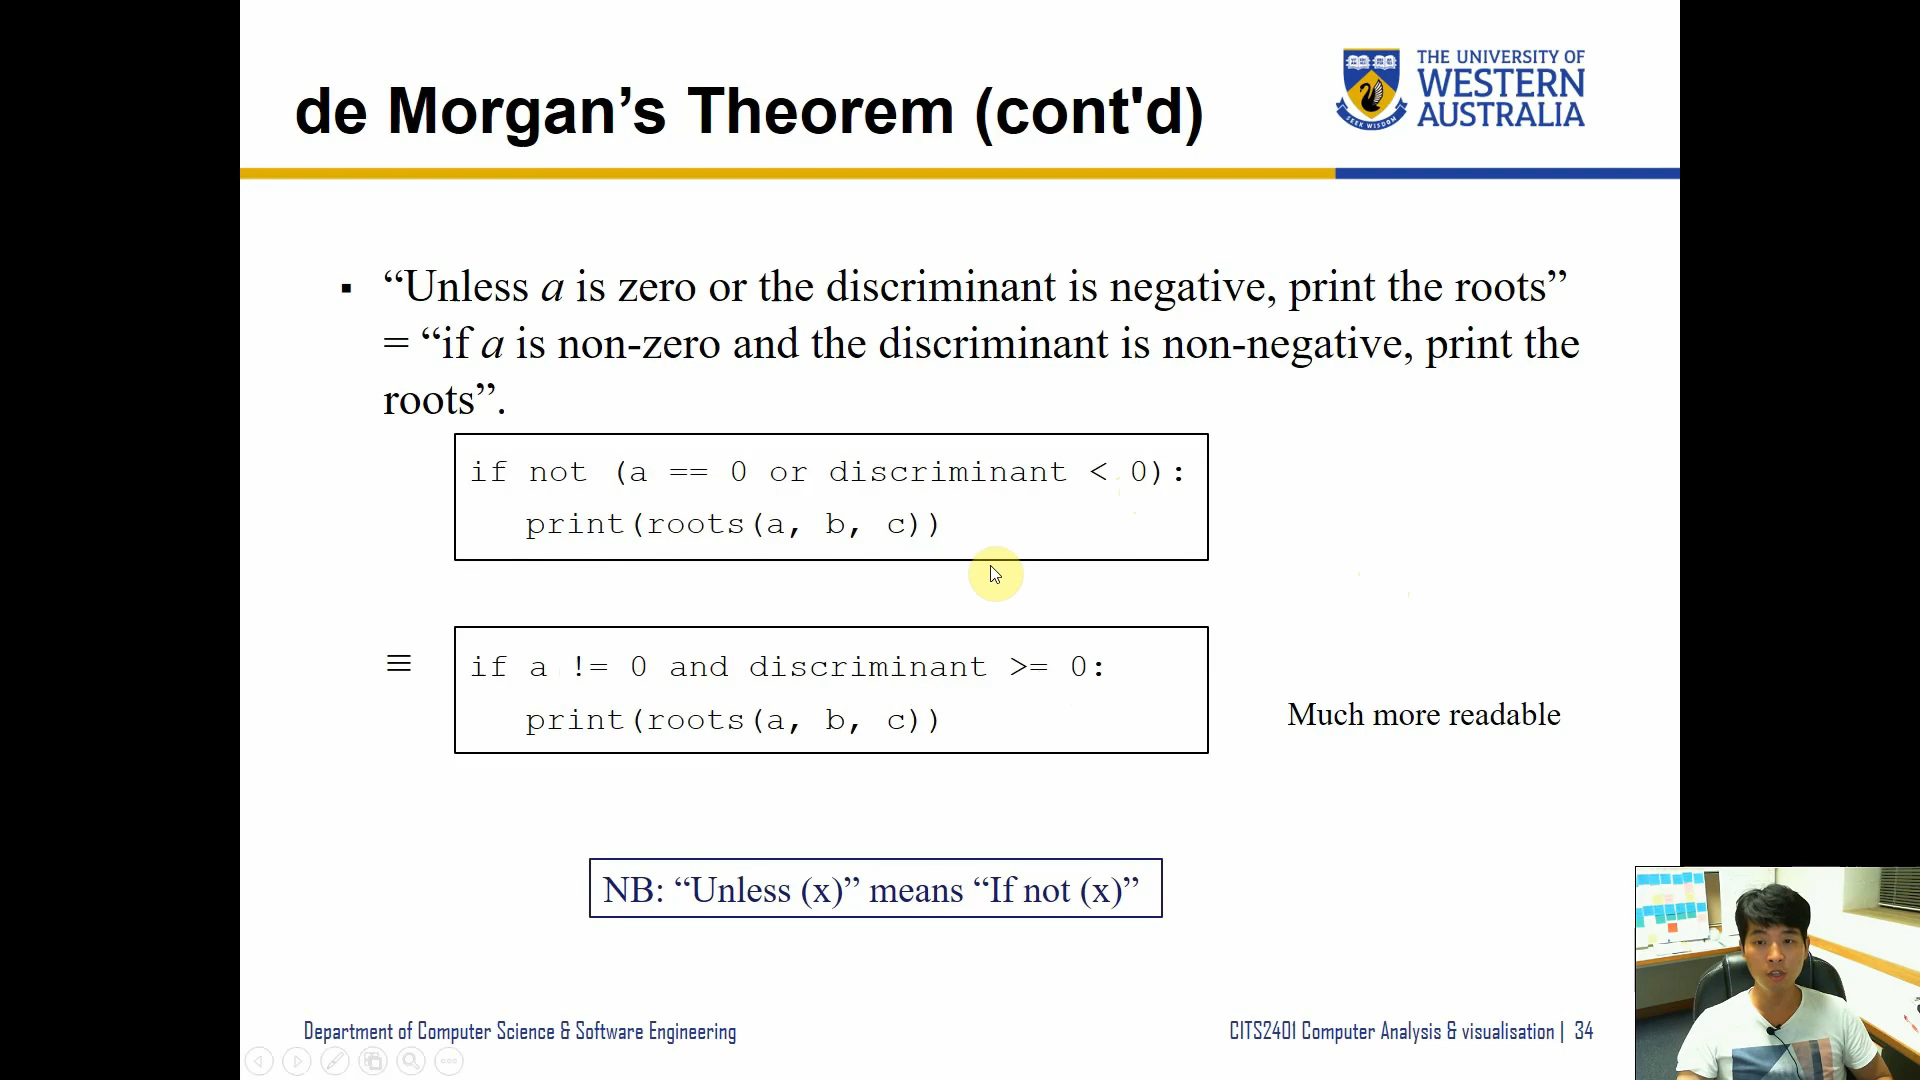 de Morgan’s Theorem (cont'd)
THE UNIVERSITY OF
WESTERN
AUSTRALIA
SEEK WISDOM
▪ “Unless a is zero or the discriminant is negative, print the roots”
= “if a is non-zero and the discriminant is non-negative, print the
roots”.
if not (a == 0 or discriminant < 0):
print(roots(a, b, c))
≡
if a != 0 and discriminant >= 0:
print(roots(a, b, c))
Much more readable
NB: “Unless (x)” means “If not (x)”
Department of Computer Science & Software Engineering
CITS2401 Computer Analysis & visualisation | 34